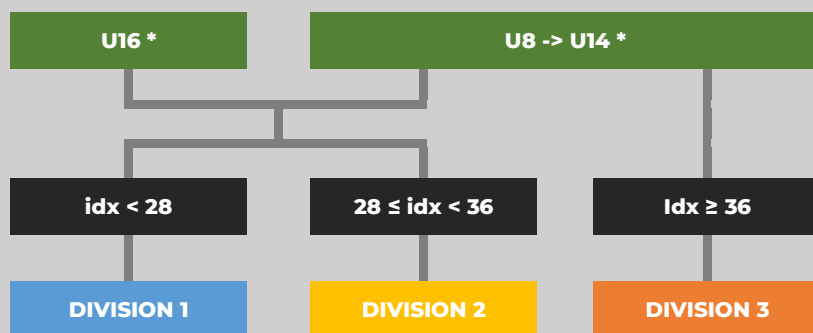 U16 *
U8 -> U14 *
idx < 28
28 ≤ idx < 36
Idx ≥ 36
DIVISION 1
DIVISION 2
DIVISION 3